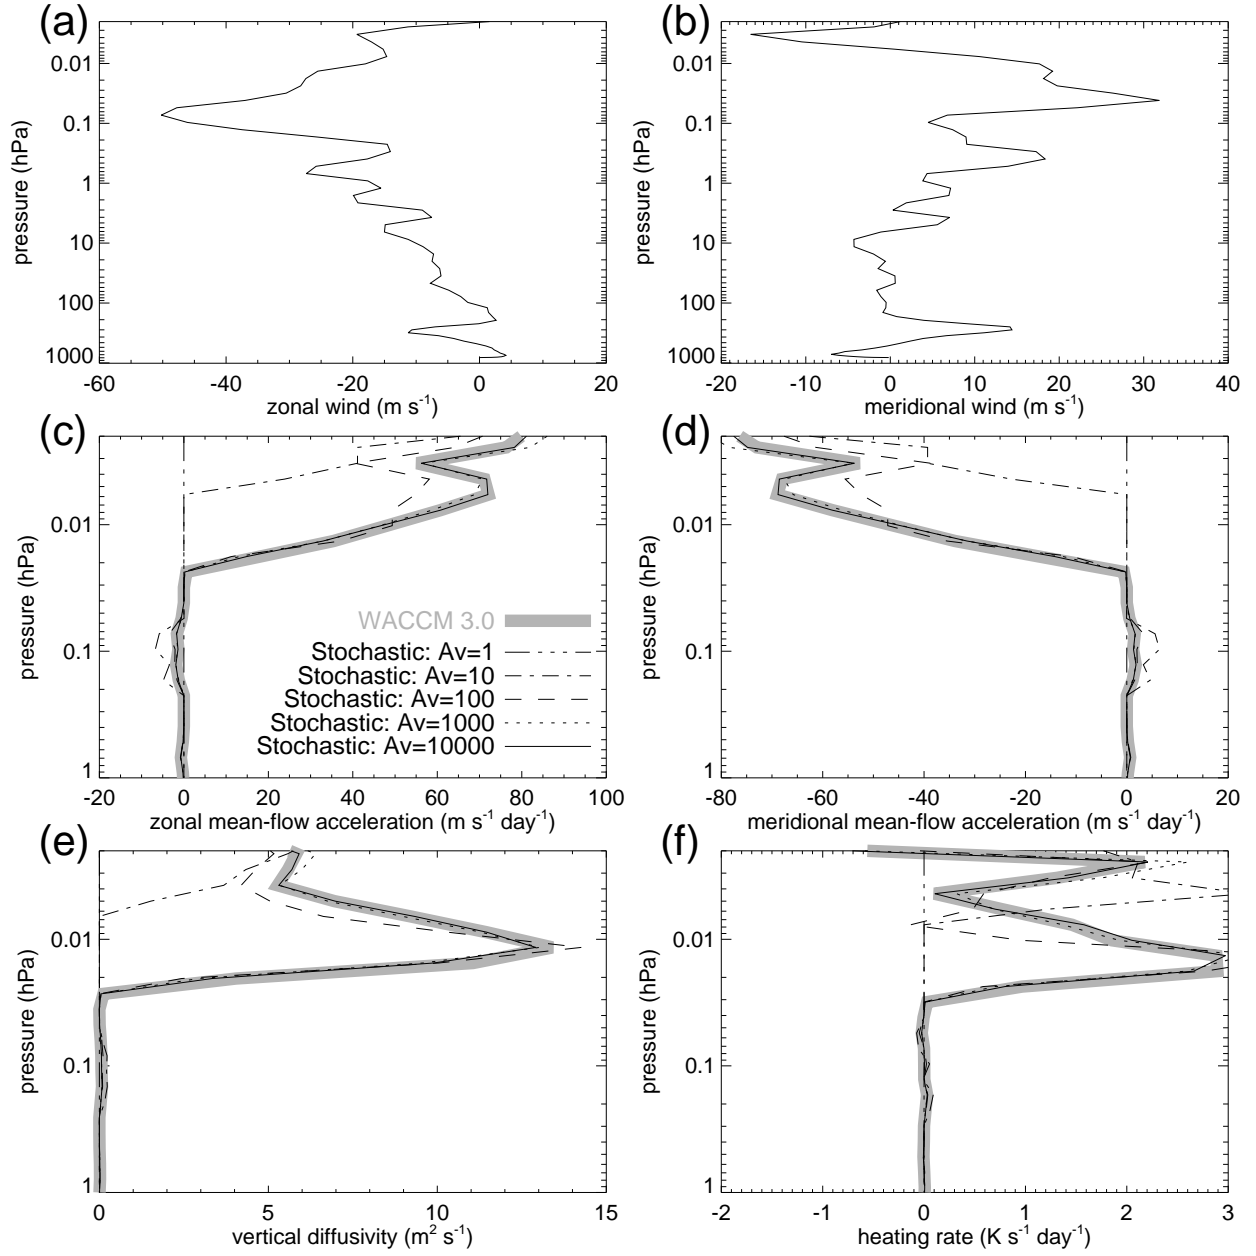 (a)
pressure (hPa)
0.01
0.1
1
10
100
1000
-60 -40 -20 0 20
zonal wind (m s⁻¹)
(b)
pressure (hPa)
0.01
0.1
1
10
100
1000
-20 -10 0 10 20 30 40
meridional wind (m s⁻¹)
(c)
pressure (hPa)
0.01
0.1
1
WACCM 3.0
Stochastic: Av=1
Stochastic: Av=10
Stochastic: Av=100
Stochastic: Av=1000
Stochastic: Av=10000
-20 0 20 40 60 80 100
zonal mean-flow acceleration (m s⁻¹ day⁻¹)
(d)
pressure (hPa)
0.01
0.1
1
-80 -60 -40 -20 0 20
meridional mean-flow acceleration (m s⁻¹ day⁻¹)
(e)
pressure (hPa)
0.01
0.1
1
0 5 10 15
vertical diffusivity (m² s⁻¹)
(f)
pressure (hPa)
0.01
0.1
1
-2 -1 0 1 2 3
heating rate (K s⁻¹ day⁻¹)